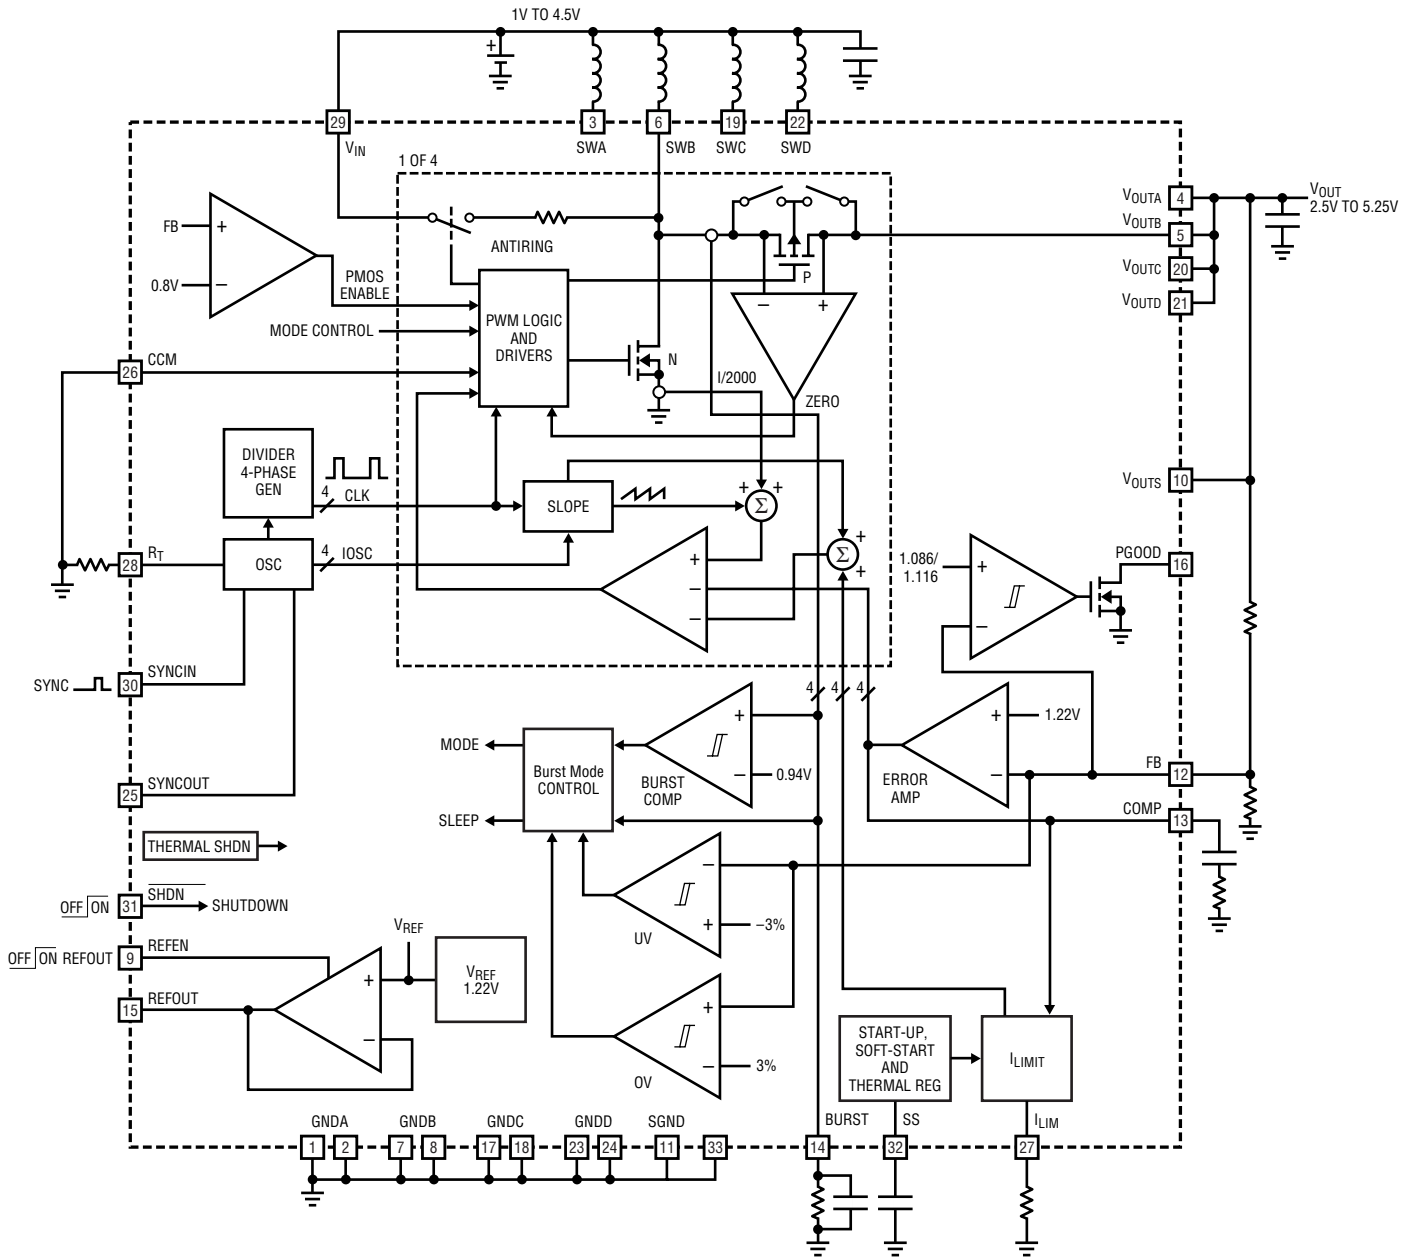 1V TO 4.5V
+
29
3
6
19
22
VIN
SWA
SWB
SWC
SWD
1 OF 4
VOUTA
4
VOUT
2.5V TO 5.25V
VOUTB
5
VOUTC
20
VOUTD
21
FB
+
0.8V
–
ANTIRING
PMOS
ENABLE
MODE CONTROL
PWM LOGIC
AND
DRIVERS
P
–
+
N
I/2000
ZERO
26
CCM
DIVIDER
4-PHASE
GEN
4
CLK
SLOPE
+
+
Σ
VOUTS
10
28
RT
OSC
4
IOSC
+
–
–
Σ
+
+
1.086/
1.116
+
–
PGOOD
16
SYNC
30
SYNCIN
4
4
4
25
SYNCOUT
MODE
SLEEP
Burst Mode
CONTROL
+
–
0.94V
BURST
COMP
+
1.22V
–
ERROR
AMP
FB
12
COMP
13
THERMAL SHDN
OFF ON
31
SHDN
SHUTDOWN
OFF ON REFOUT
9
REFEN
15
REFOUT
+
–
VREF
VREF
1.22V
–
+
–3%
UV
+
–
3%
OV
START-UP,
SOFT-START
AND
THERMAL REG
ILIMIT
GNDA
GNDB
GNDC
GNDD
SGND
BURST
SS
ILIM
1
2
7
8
17
18
23
24
11
33
14
32
27